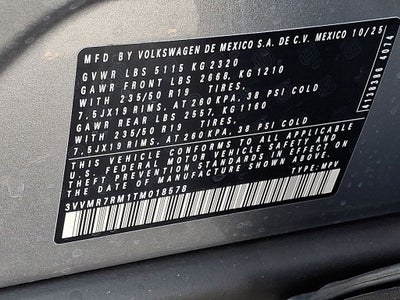 MFD BY VOLKSWAGEN DE MEXICO S.A. DE C.V. MEXICO 10/25
GVWR LBS 5115 KG 2320
GAWR FRONT LBS 2668, KG 1210
WITH 235/50 R19 TIRES,
7.5JX19 RIMS, AT 260 KPA, 38 PSI COLD
GAWR REAR LBS 2557, KG 1160
WITH 235/50 R19 TIRES,
7.5JX19 RIMS, AT 260 KPA, 38 PSI COLD
THIS VEHICLE CONFORMS TO ALL APPLICABLE
U.S. FEDERAL MOTOR VEHICLE SAFETY AND
THEFT PREVENTION STANDARDS IN EFFECT ON
THE DATE OF MANUFACTURE SHOWN ABOVE
3VVMR7RM1TM018578 TYPE: MPV